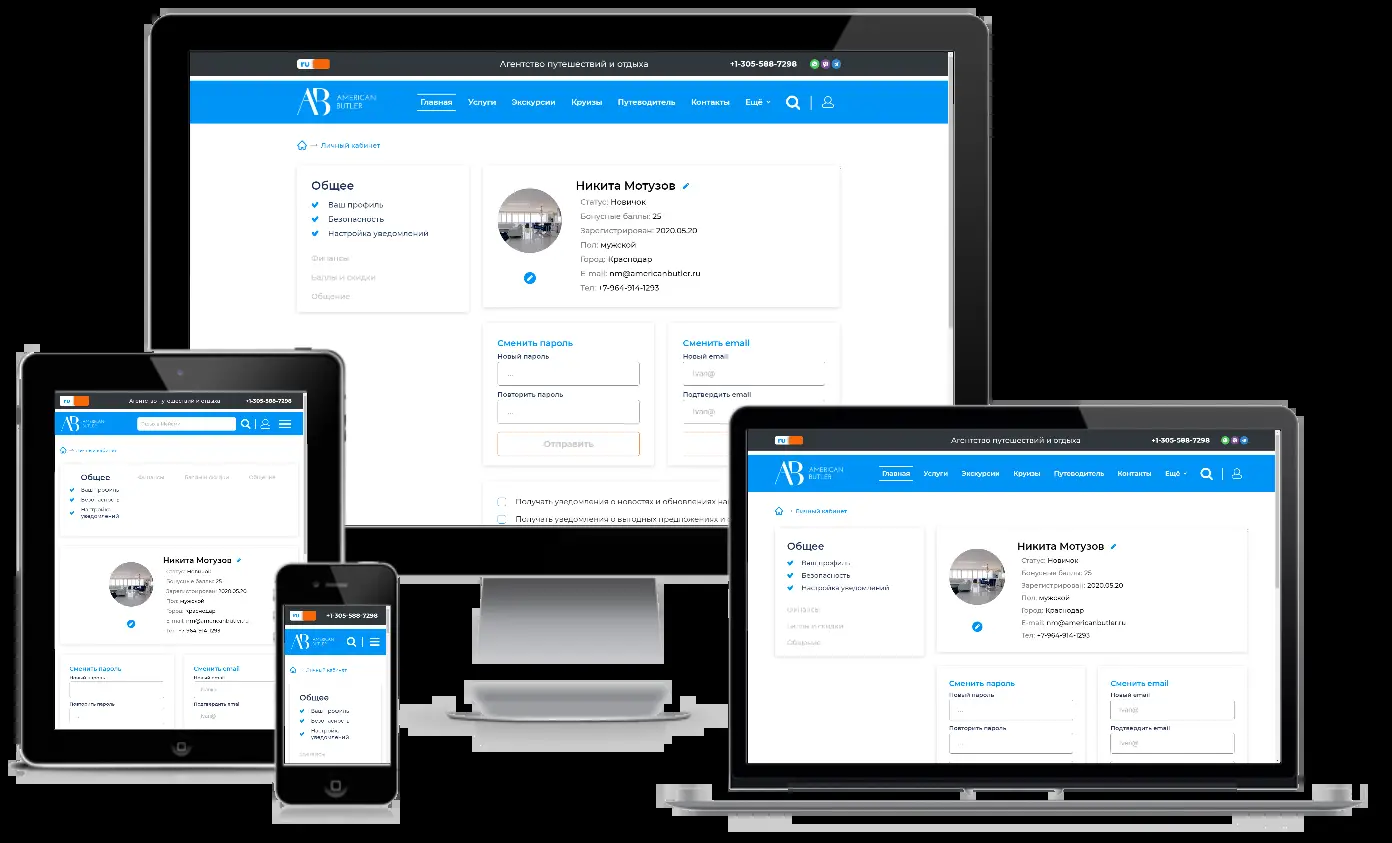 ru
Агентство путешествий и отдыха
+1-305-588-7298
AB AMERICAN
BUTLER
Главная Услуги Экскурсии Круизы Путеводитель Контакты Ещё
→ Личный кабинет
Общее
Ваш профиль
Безопасность
Настройка уведомлений
Финансы
Баллы и скидки
Общение
Никита Мотузов
Статус: Новичок
Бонусные баллы: 25
Зарегистрирован: 2020.05.20
Пол: мужской
Город: Краснодар
E-mail: nm@americanbutler.ru
Тел: +7-964-914-1293
Сменить пароль
Новый пароль
...
Повторить пароль
...
Отправить
Сменить email
Новый email
Ivan@
Подтвердить email
Ivan@
Получать уведомления о новостях и обновлениях на
Получать уведомления о выгодных предложениях и
ru
Агентство путешествий и отдыха
+1-305-588-7298
AB AMERICAN
BUTLER
Личный кабинет
Общее
Ваш профиль
Безопасность
Настройка
уведомлений
Финансы
Баллы и скидки
Общение
Никита Мотузов
Статус: Новичок
Бонусные баллы: 25
Зарегистрирован: 2020.05.20
Пол: мужской
Город: Краснодар
E-mail: nm@americanbutler.ru
Тел: +7-964-914-1293
Сменить пароль
Новый пароль
Повторить пароль
Сменить email
Новый email
Подтвердить email
Ivan@
ru
+1-305-588-7298
AB AMERICAN
BUTLER
Личный кабинет
Общее
Ваш профиль
Безопасность
Настройка
уведомлений
Финансы
ru
Агентство путешествий и отдыха
+1-305-588-7298
AB AMERICAN
BUTLER
Главная Услуги Экскурсии Круизы Путеводитель Контакты Ещё
Личный кабинет
Общее
Ваш профиль
Безопасность
Настройка уведомлений
Финансы
Баллы и скидки
Общение
Никита Мотузов
Статус: Новичок
Бонусные баллы: 25
Зарегистрирован: 2020.05.20
Пол: мужской
Город: Краснодар
E-mail: nm@americanbutler.ru
Тел: +7-964-914-1293
Сменить пароль
Новый пароль
...
Повторить пароль
...
Сменить email
Новый email
Ivan@
Подтвердить email
Ivan@